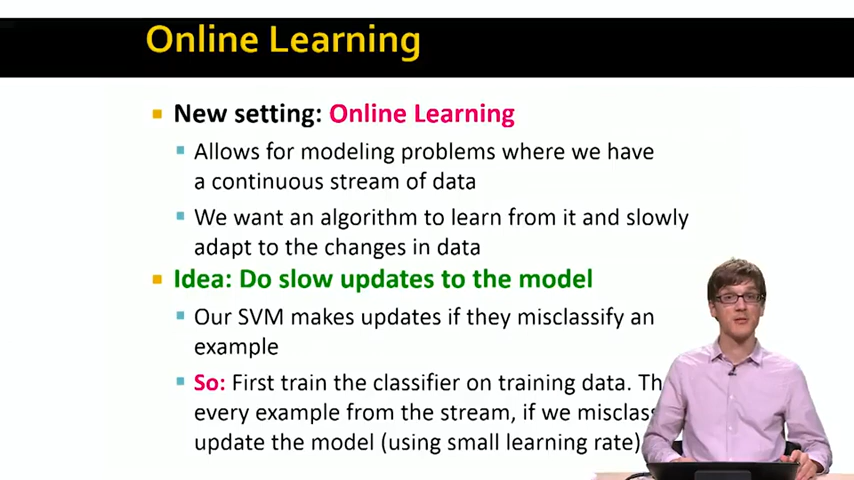 Online Learning
New setting: Online Learning
Allows for modeling problems where we have
a continuous stream of data
We want an algorithm to learn from it and slowly
adapt to the changes in data
Idea: Do slow updates to the model
Our SVM makes updates if they misclassify an
example
So: First train the classifier on training data.
every example from the stream, if we
update the model (using small learning rate)